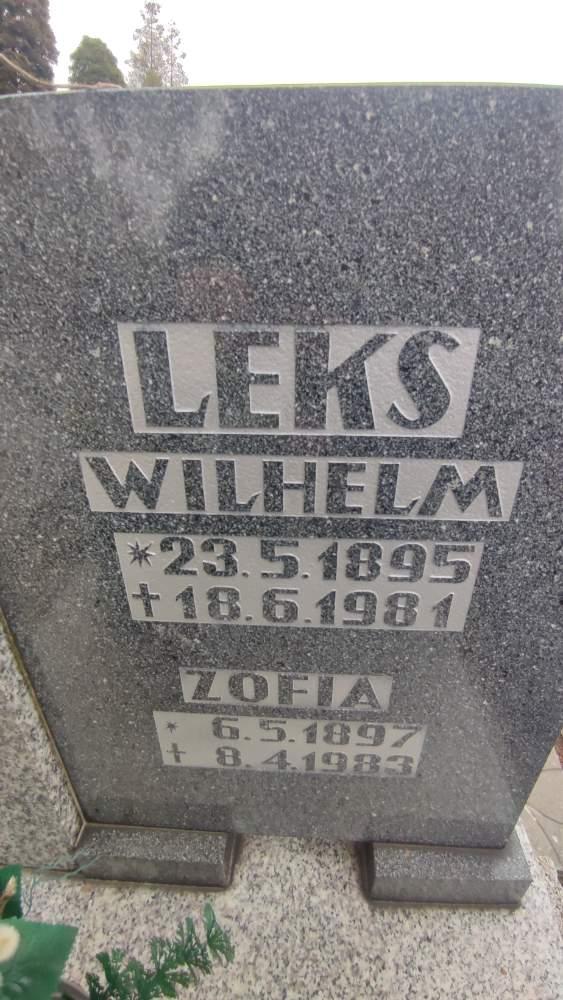 LEKS
WILHELM
* 23.5.1895
† 18.6.1981
ZOFIA
* 6.5.1897
† 8.4.1983